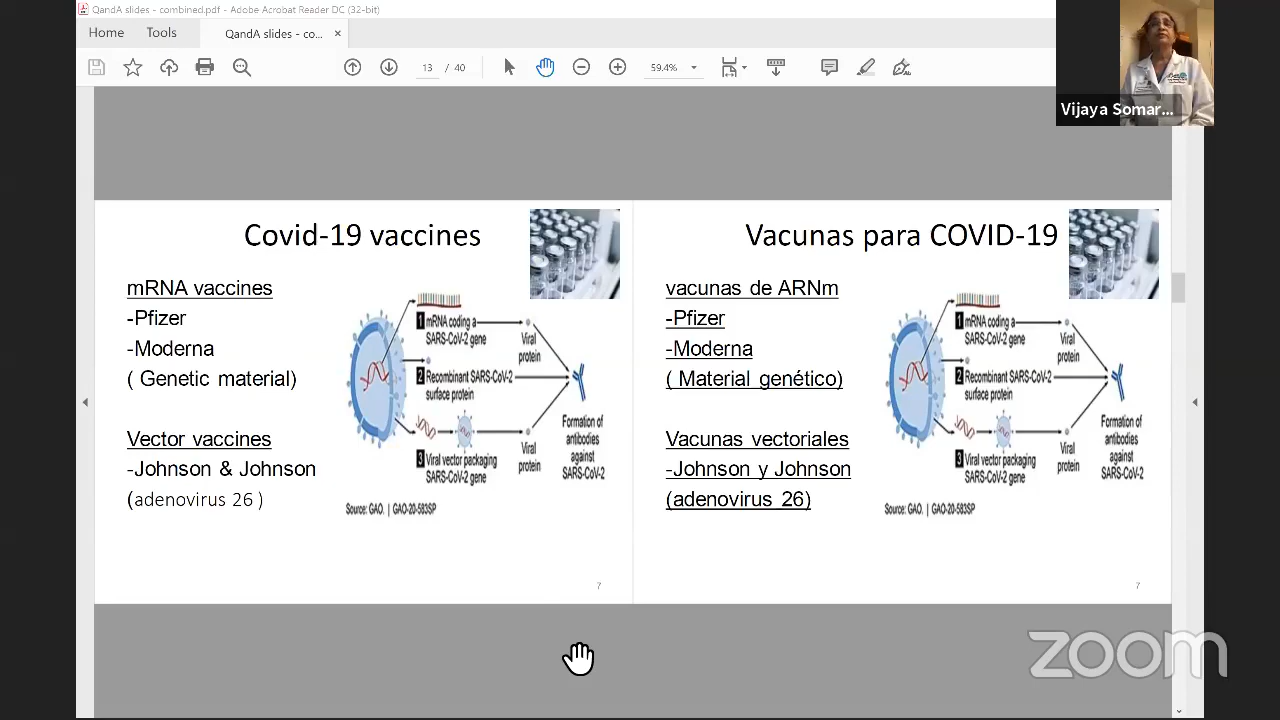 QandA slides - combined.pdf - Adobe Acrobat Reader DC (32-bit)
Home Tools QandA slides - co... ×
13 / 40 59.4%
Vijaya Somar...
Covid-19 vaccines
mRNA vaccines
-Pfizer
-Moderna
( Genetic material)
Vector vaccines
-Johnson & Johnson
(adenovirus 26 )
1 mRNA coding a
SARS-CoV-2 gene
Viral
protein
2 Recombinant SARS-CoV-2
surface protein
3 Viral vector packaging
SARS-CoV-2 gene
Viral
protein
Formation of
antibodies
against
SARS-CoV-2
Source: GAO. | GAO-20-583SP
7
Vacunas para COVID-19
vacunas de ARNm
-Pfizer
-Moderna
( Material genético)
Vacunas vectoriales
-Johnson y Johnson
(adenovirus 26)
1 mRNA coding a
SARS-CoV-2 gene
Viral
protein
2 Recombinant SARS-CoV-2
surface protein
3 Viral vector packaging
SARS-CoV-2 gene
Viral
protein
Formation of
antibodies
against
SARS-CoV-2
Source: GAO. | GAO-20-583SP
7
zoom